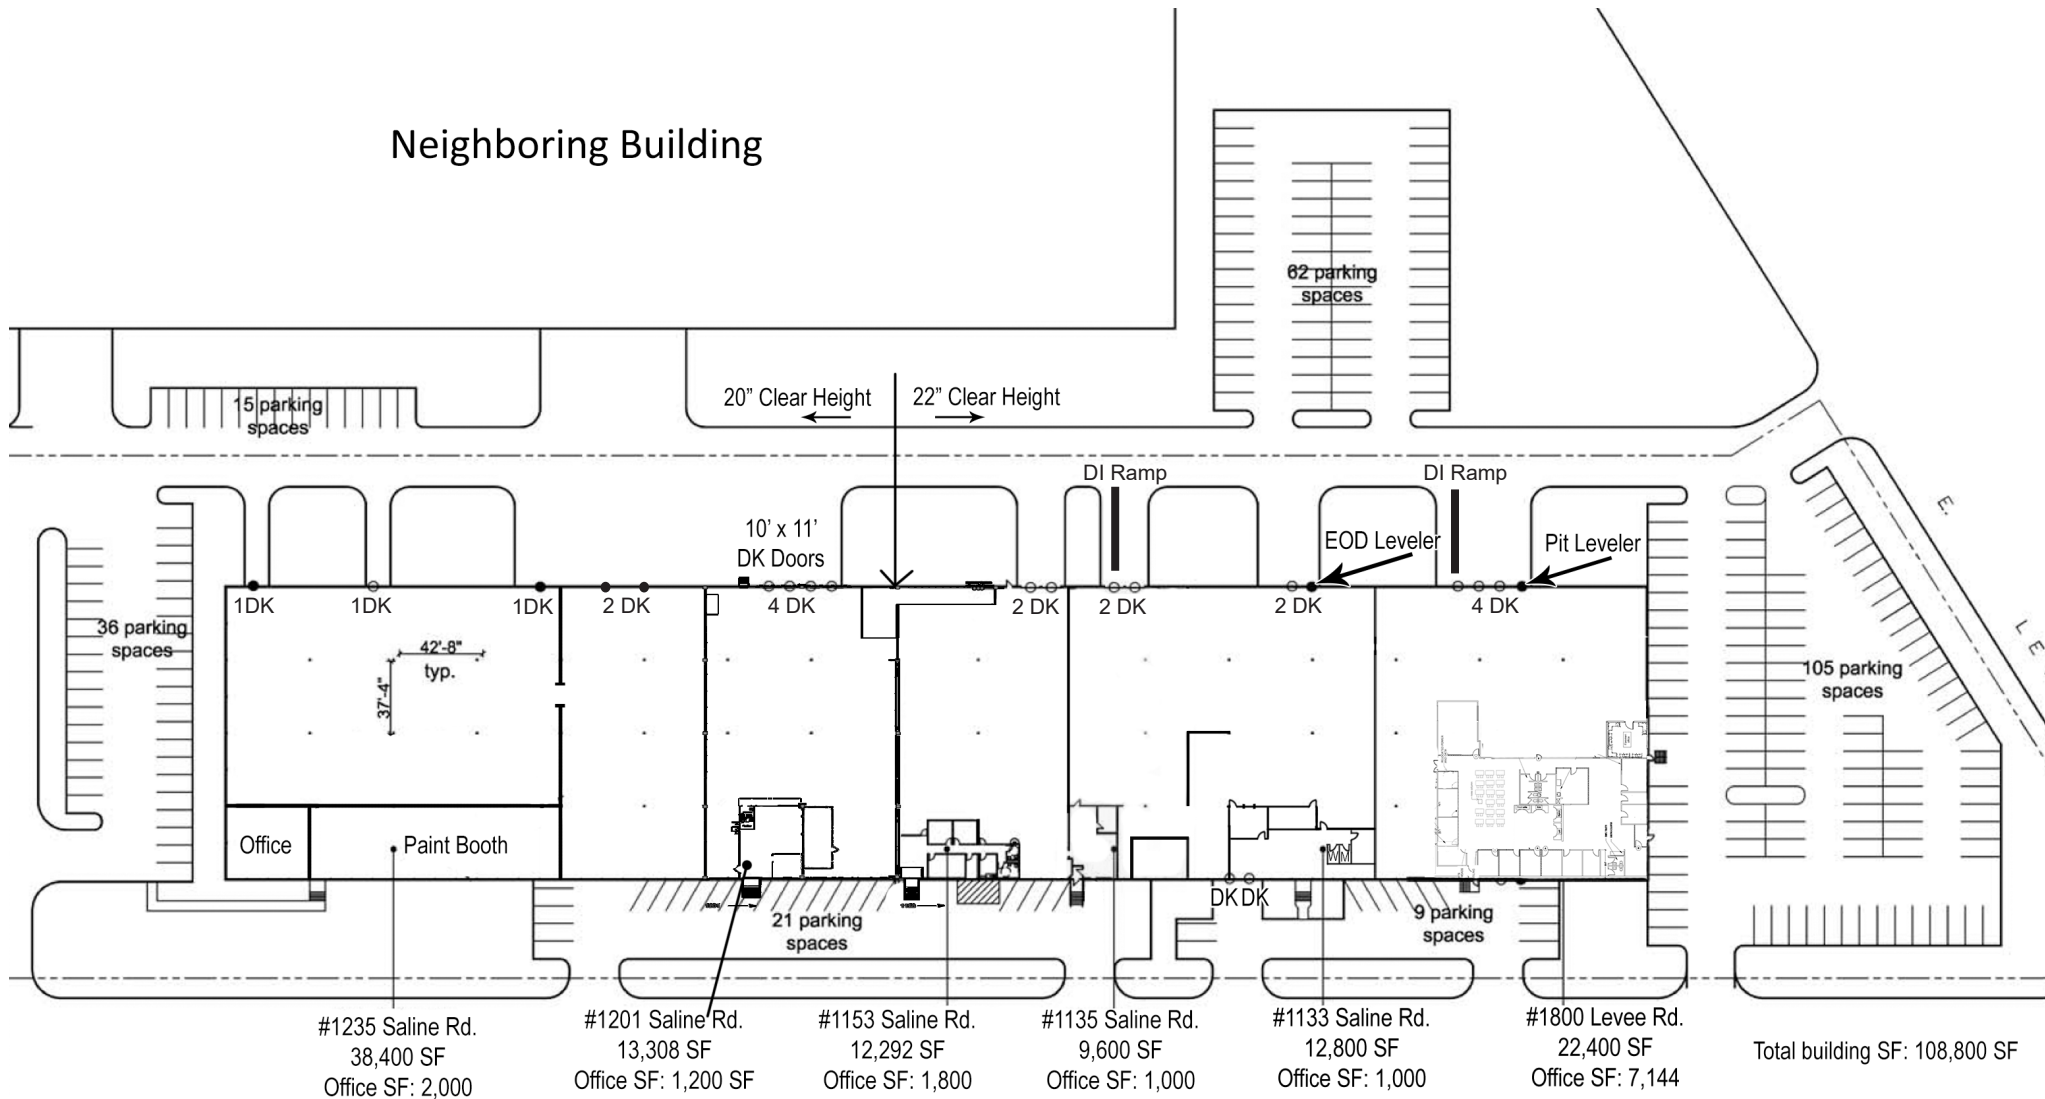 Neighboring Building
62 parking
spaces
15 parking
spaces
20” Clear Height
22” Clear Height
DI Ramp
DI Ramp
E.
LE
10’ x 11’
DK Doors
EOD Leveler
Pit Leveler
1DK
1DK
1DK
2 DK
4 DK
2 DK
2 DK
2 DK
4 DK
36 parking
spaces
42'-8"
typ.
37'-4"
105 parking
spaces
Office
Paint Booth
W M
DK DK
21 parking
spaces
9 parking
spaces
#1235 Saline Rd.
38,400 SF
Office SF: 2,000
#1201 Saline Rd.
13,308 SF
Office SF: 1,200 SF
#1153 Saline Rd.
12,292 SF
Office SF: 1,800
#1135 Saline Rd.
9,600 SF
Office SF: 1,000
#1133 Saline Rd.
12,800 SF
Office SF: 1,000
#1800 Levee Rd.
22,400 SF
Office SF: 7,144
Total building SF: 108,800 SF